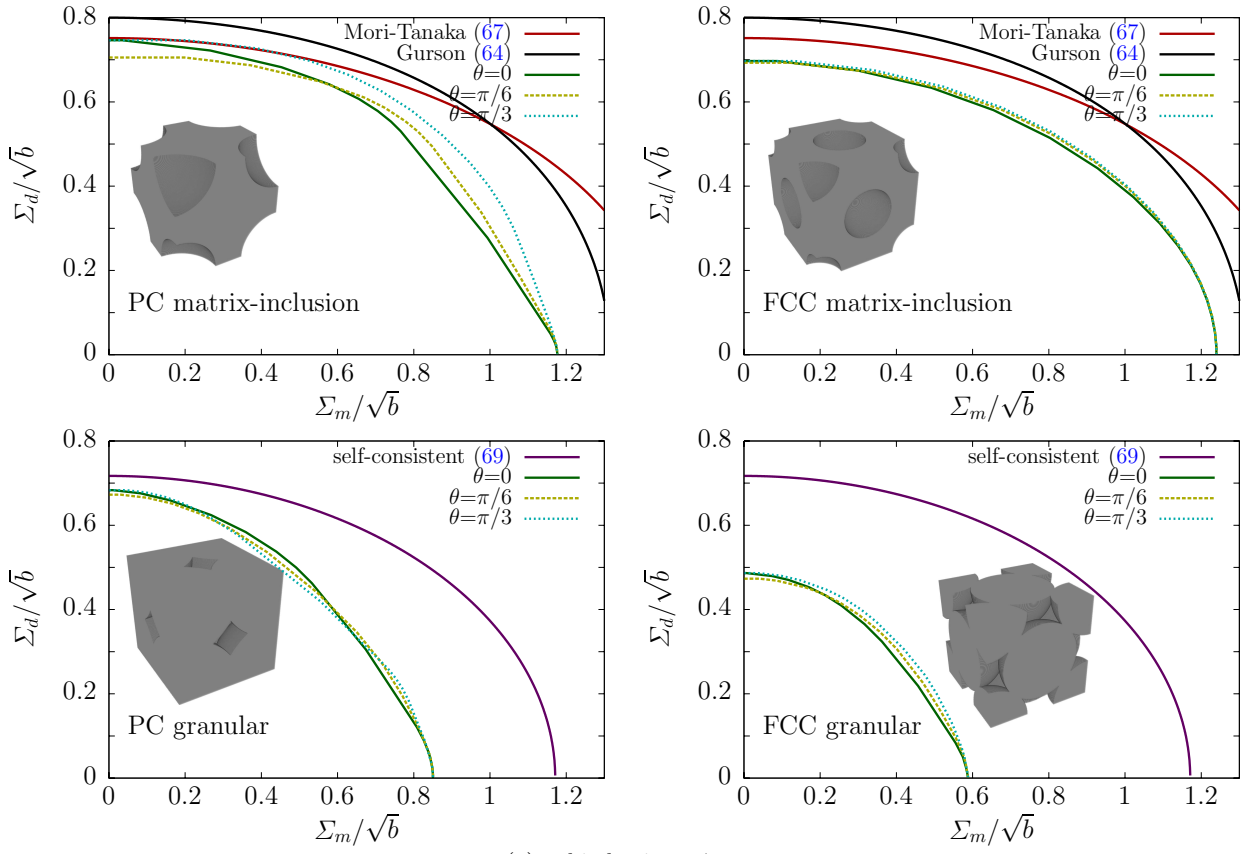 0.8
0.6
0.4
0.2
0
Σd/√b
Mori-Tanaka (67)
Gurson (64)
θ=0
θ=π/6
θ=π/3
PC matrix-inclusion
0 0.2 0.4 0.6 0.8 1 1.2
Σm/√b
0.8
0.6
0.4
0.2
0
Σd/√b
Mori-Tanaka (67)
Gurson (64)
θ=0
θ=π/6
θ=π/3
FCC matrix-inclusion
0 0.2 0.4 0.6 0.8 1 1.2
Σm/√b
0.8
0.6
0.4
0.2
0
Σd/√b
self-consistent (69)
θ=0
θ=π/6
θ=π/3
PC granular
0 0.2 0.4 0.6 0.8 1 1.2
Σm/√b
0.8
0.6
0.4
0.2
0
Σd/√b
self-consistent (69)
θ=0
θ=π/6
θ=π/3
FCC granular
0 0.2 0.4 0.6 0.8 1 1.2
Σm/√b